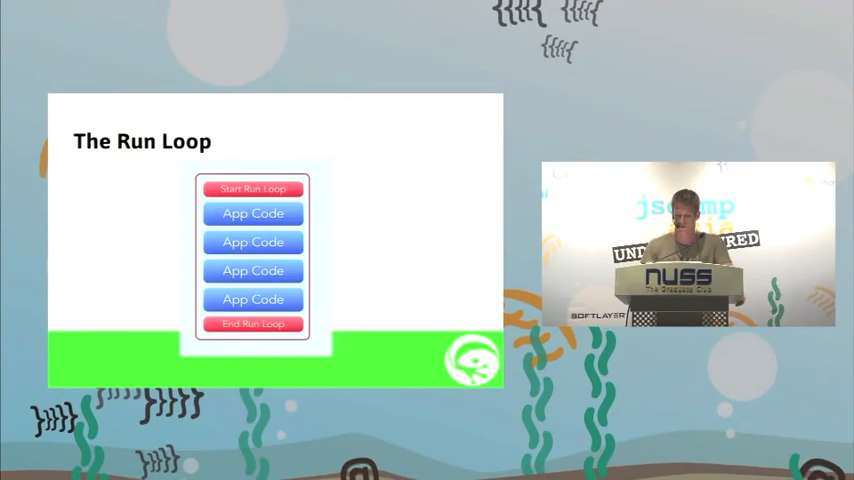 The Run Loop
Start Run Loop
App Code
App Code
App Code
App Code
End Run Loop
nuss
The Graduate Club
SOFTLAYER